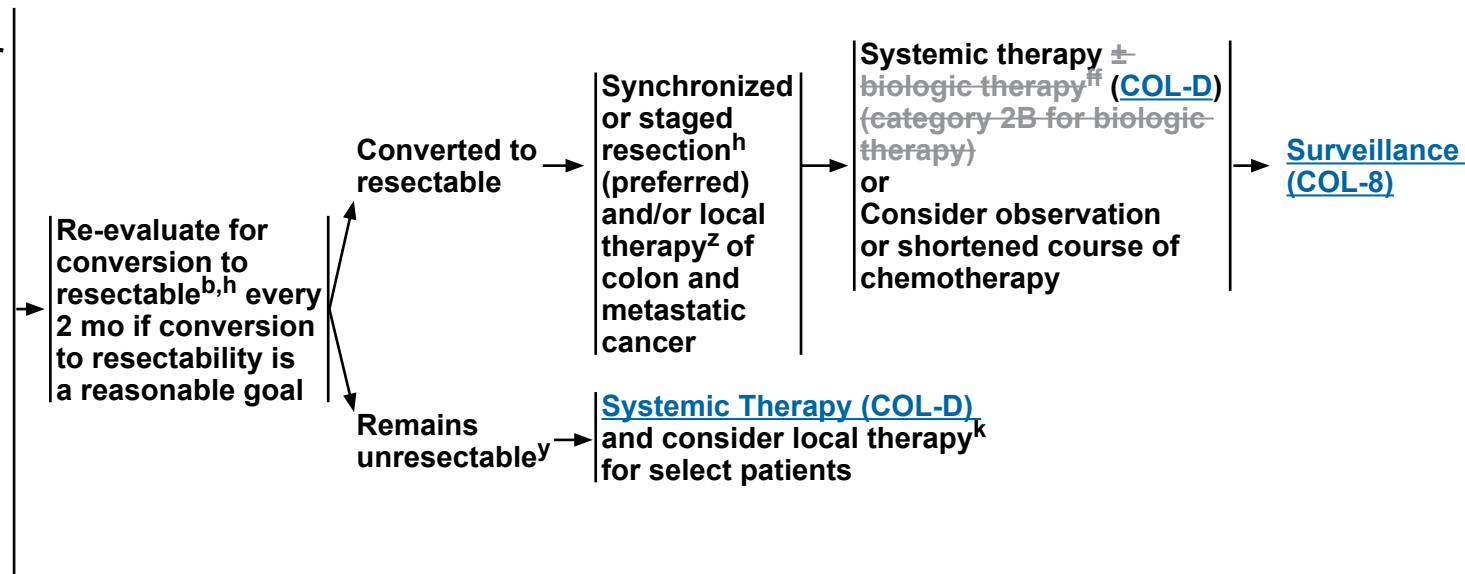 Re-evaluate for
conversion to
resectable^b,h every
2 mo if conversion
to resectability is
a reasonable goal
Converted to
resectable
Synchronized
or staged
resection^h
(preferred)
and/or local
therapy^z of
colon and
metastatic
cancer
Systemic therapy ±
biologic therapy^ff (COL-D)
(category 2B for biologic
therapy)
or
Consider observation
or shortened course of
chemotherapy
Surveillance
(COL-8)
Remains
unresectable^y
Systemic Therapy (COL-D)
and consider local therapy^k
for select patients